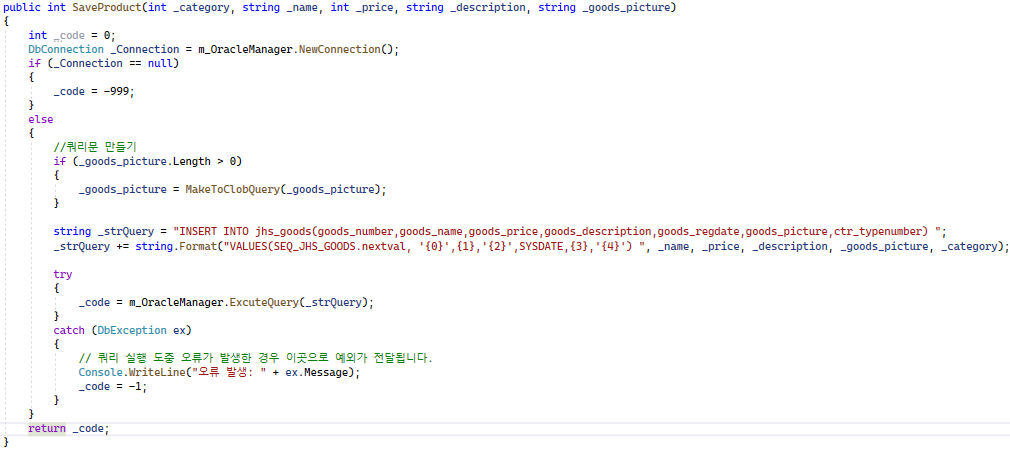 public int SaveProduct(int _category, string _name, int _price, string _description, string _goods_picture)
{
int _code = 0;
DbConnection _Connection = m_OracleManager.NewConnection();
if (_Connection == null)
{
_code = -999;
}
else
{
//쿼리문 만들기
if (_goods_picture.Length > 0)
{
_goods_picture = MakeToClobQuery(_goods_picture);
}
string _strQuery = "INSERT INTO jhs_goods(goods_number,goods_name,goods_price,goods_description,goods_regdate,goods_picture,ctr_typenumber) ";
_strQuery += string.Format("VALUES(SEQ_JHS_GOODS.nextval, '{0}',{1},'{2}',SYSDATE,{3},'{4}') ", _name, _price, _description, _goods_picture, _category);
try
{
_code = m_OracleManager.ExcuteQuery(_strQuery);
}
catch (DbException ex)
{
// 쿼리 실행 도중 오류가 발생한 경우 이곳으로 예외가 전달됩니다.
Console.WriteLine("오류 발생: " + ex.Message);
_code = -1;
}
}
return _code;
}